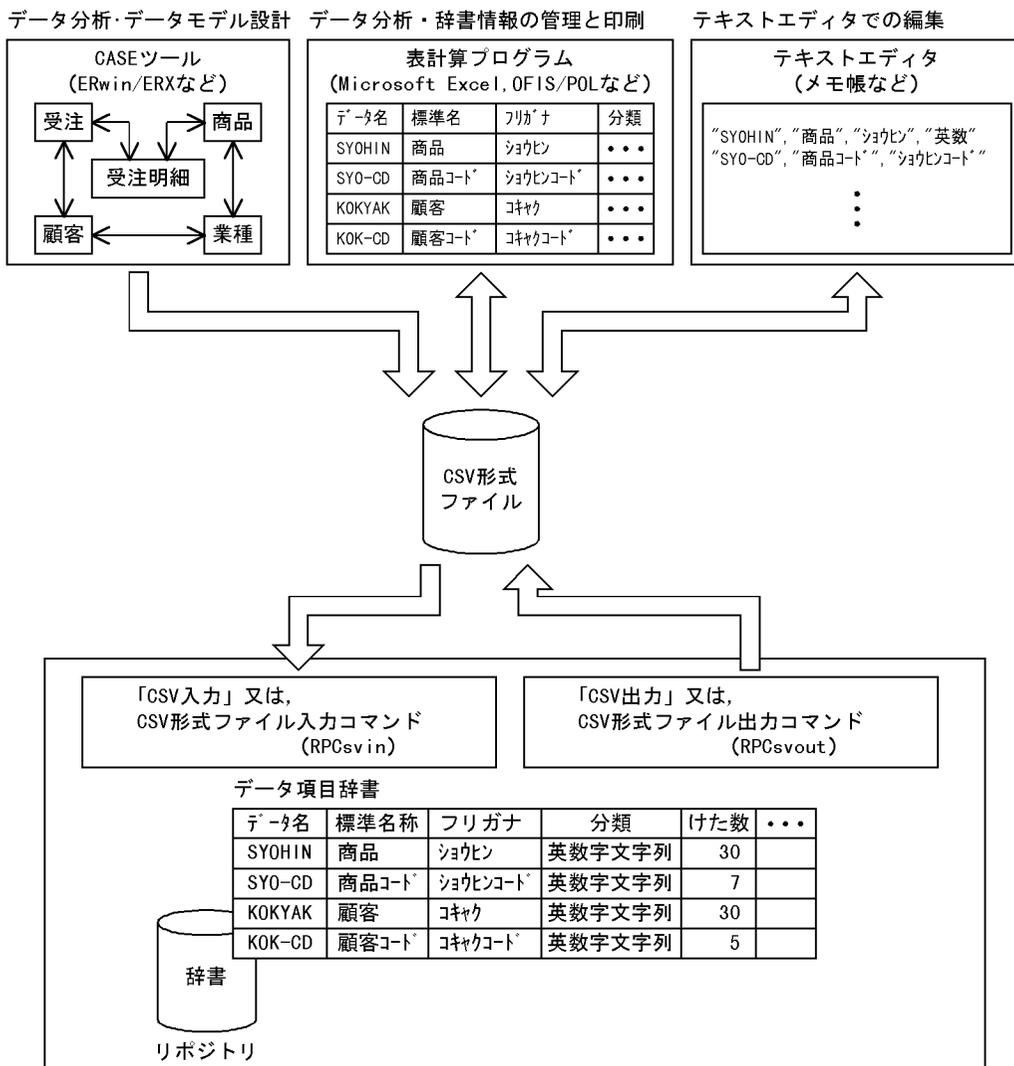 データ分析･データモデル設計
CASEツール
(ERwin/ERXなど)
受注
商品
受注明細
顧客
業種
データ分析・辞書情報の管理と印刷
表計算プログラム
(Microsoft Excel,OFIS/POLなど)
ﾃﾞｰﾀ名 標準名 ﾌﾘｶﾞﾅ 分類
SYOHIN 商品 ｼｮｳﾋﾝ ・・・
SYO-CD 商品ｺｰﾄﾞ ｼｮｳﾋﾝｺｰﾄﾞ ・・・
KOKYAK 顧客 ｺｷｬｸ ・・・
KOK-CD 顧客ｺｰﾄﾞ ｺｷｬｸｺｰﾄﾞ ・・・
テキストエディタでの編集
テキストエディタ
(メモ帳など)
"SYOHIN","商品","ｼｮｳﾋﾝ","英数"
"SYO-CD","商品ｺｰﾄﾞ","ｼｮｳﾋﾝｺｰﾄﾞ"
CSV形式
ファイル
「CSV入力」又は,
CSV形式ファイル入力コマンド
(RPCsvin)
「CSV出力」又は,
CSV形式ファイル出力コマンド
(RPCsvout)
データ項目辞書
ﾃﾞｰﾀ名 標準名称 フリガナ 分類 けた数 ・・・
SYOHIN 商品 ｼｮｳﾋﾝ 英数字文字列 30
SYO-CD 商品ｺｰﾄﾞ ｼｮｳﾋﾝｺｰﾄﾞ 英数字文字列 7
KOKYAK 顧客 ｺｷｬｸ 英数字文字列 30
KOK-CD 顧客ｺｰﾄﾞ ｺｷｬｸｺｰﾄﾞ 英数字文字列 5
辞書
リポジトリ